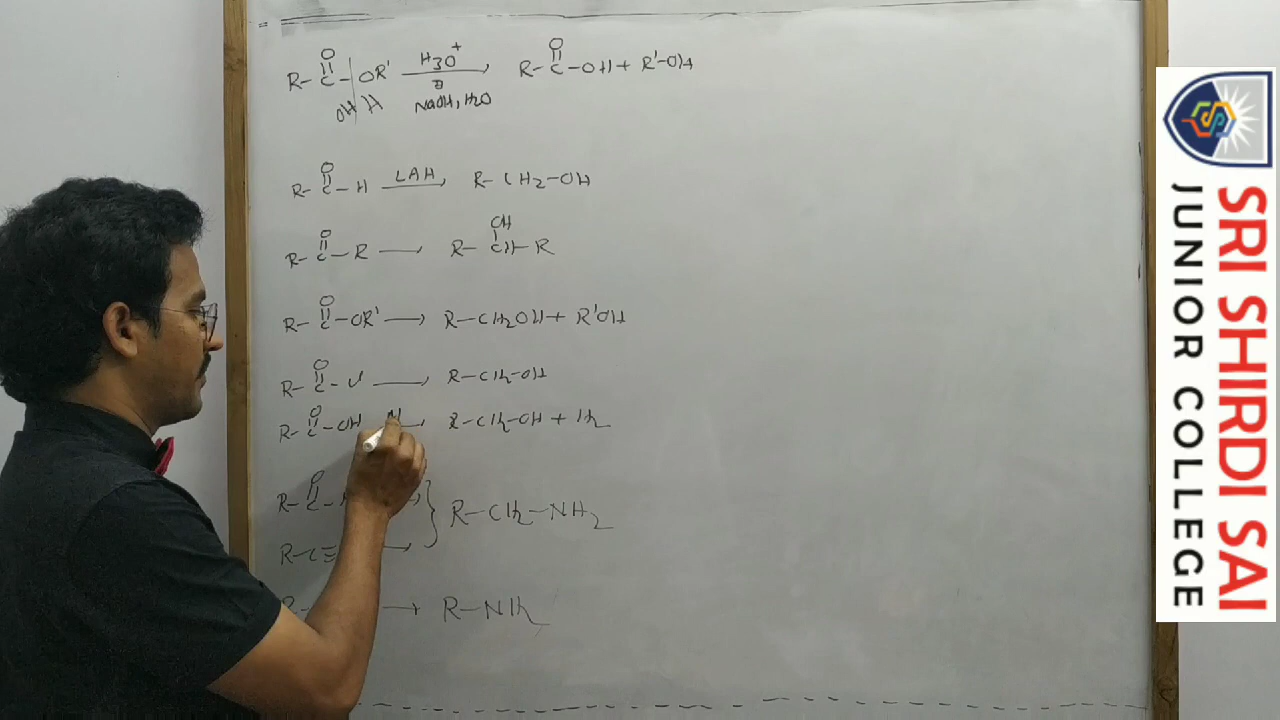 O O
R-C-OR' H3O+ R-C-OH + R'-OH
OH H NaOH, H2O
O
R-C-H LAH R-CH2-OH
O OH
R-C-R → R-CH-R
O
R-C-OR' → R-CH2OH + R'OH
O
R-C- → R-CH2-OH
O
R-C-OH → R-CH2-OH + H2
O
R-C-
R-CH2-NH2
R-C≡
R → R-NH2
SRI SHIRDI SAI
JUNIOR COLLEGE